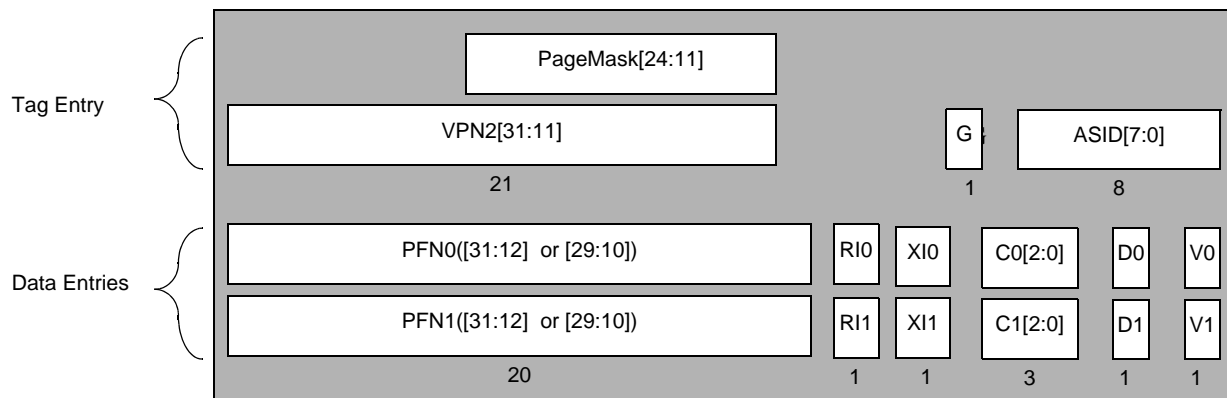 PageMask[24:11]
Tag Entry
VPN2[31:11]
G
ASID[7:0]
21
1
8
PFN0([31:12] or [29:10])
RI0
XI0
C0[2:0]
D0
V0
Data Entries
PFN1([31:12] or [29:10])
RI1
XI1
C1[2:0]
D1
V1
20
1
1
3
1
1